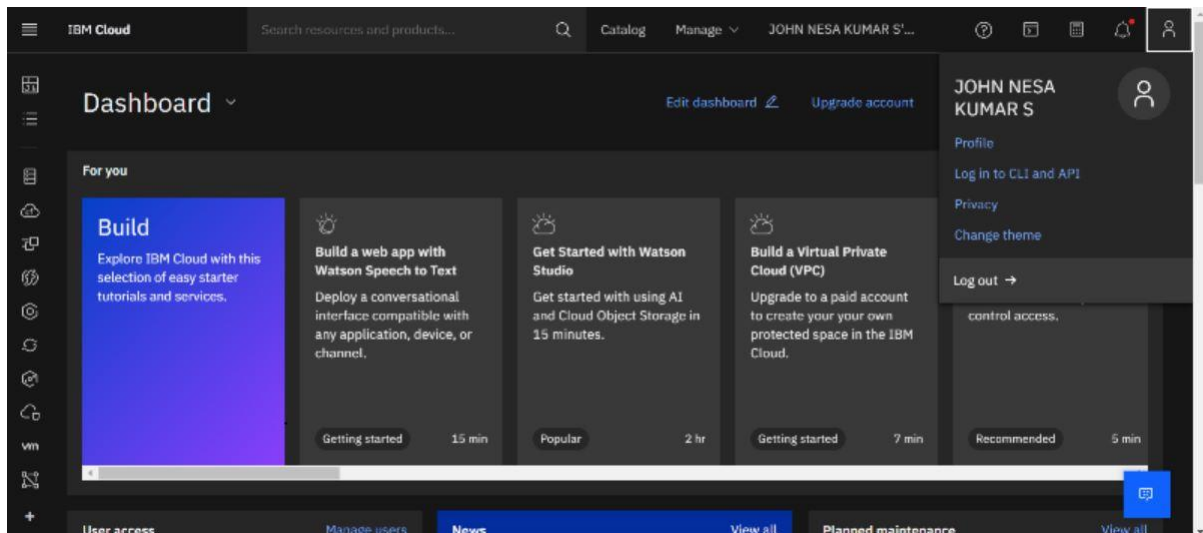 IBM Cloud
Search resources and products...
Catalog
Manage
JOHN NESA KUMAR S'...
JOHN NESA
KUMAR S
Profile
Log in to CLI and API
Privacy
Change theme
Log out →
Dashboard
Edit dashboard
Upgrade account
For you
Build
Explore IBM Cloud with this
selection of easy starter
tutorials and services.
Build a web app with
Watson Speech to Text
Deploy a conversational
interface compatible with
any application, device, or
channel.
Getting started
15 min
Get Started with Watson
Studio
Get started with using AI
and Cloud Object Storage in
15 minutes.
Popular
2 hr
Build a Virtual Private
Cloud (VPC)
Upgrade to a paid account
to create your your own
protected space in the IBM
Cloud.
Getting started
7 min
control access.
Recommended
5 min
vm
User access
Manage users
News
View all
Planned maintenance
View all